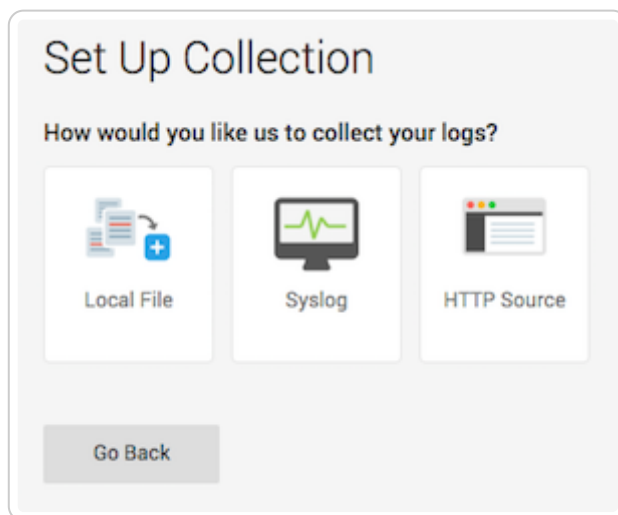 Set Up Collection
How would you like us to collect your logs?
Local File
Syslog
HTTP Source
Go Back